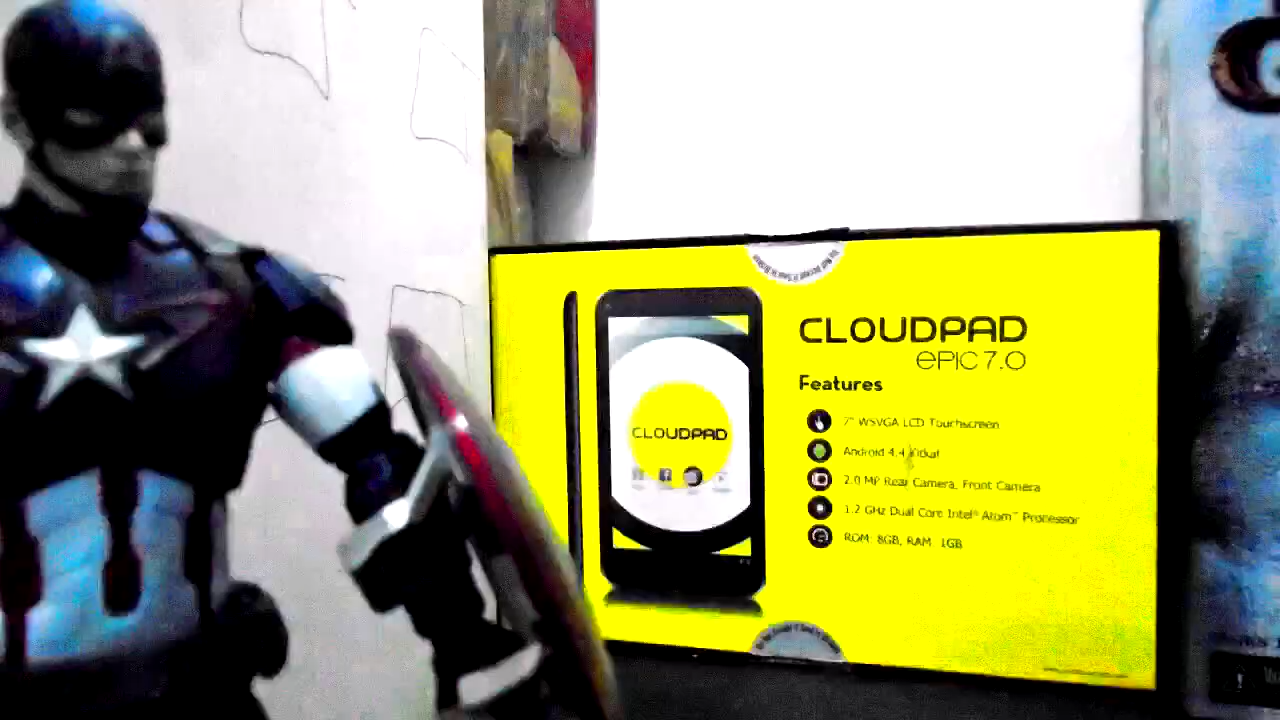 CLOUDPAD
EPIC 7.0
Features
7" WSVGA LCD Touchscreen
Android 4.4 Kitkat
2.0 MP Rear Camera, Front Camera
1.2 GHz Dual Core Intel® Atom™ Processor
ROM: 8GB, RAM: 1GB
CLOUDPAD